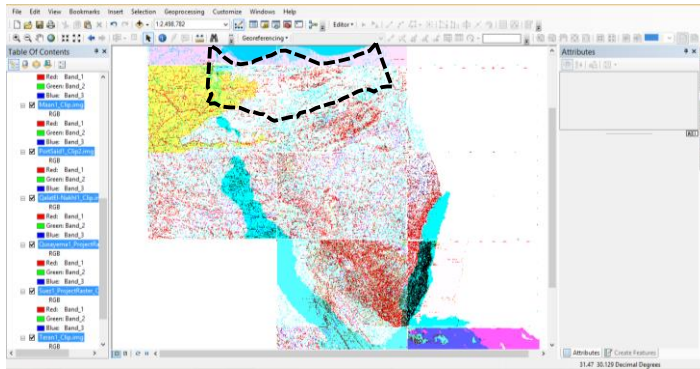 File Edit View Bookmarks Insert Selection Geoprocessing Customize Windows Help
1:2,498,782
Editor
Georeferencing
Table Of Contents
Attributes
Red: Band_1
Green: Band_2
Blue: Band_3
RGB
Red: Band_1
Green: Band_2
Blue: Band_3
PortSaid1_Clip2.img
RGB
Red: Band_1
Green: Band_2
Blue: Band_3
RGB
Red: Band_1
Green: Band_2
Blue: Band_3
RGB
Red: Band_1
Green: Band_2
Blue: Band_3
RGB
Red: Band_1
Green: Band_2
Blue: Band_3
RGB
Attributes Create Features
31.47 30.129 Decimal Degrees